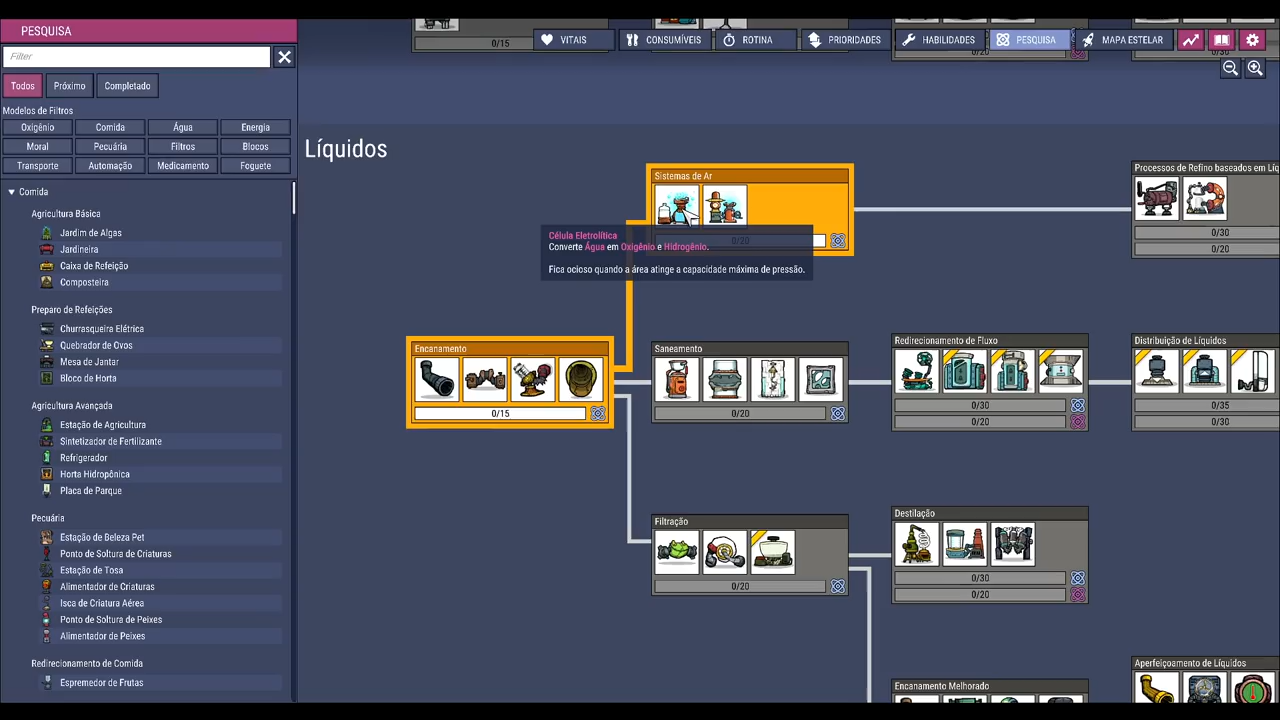 PESQUISA
Filter
Todos
Próximo
Completado
Modelos de Filtros
Oxigênio
Comida
Água
Energia
Moral
Pecuária
Filtros
Blocos
Transporte
Automação
Medicamento
Foguete
Comida
Agricultura Básica
Jardim de Algas
Jardineira
Caixa de Refeição
Composteira
Preparo de Refeições
Churrasqueira Elétrica
Quebrador de Ovos
Mesa de Jantar
Bloco de Horta
Agricultura Avançada
Estação de Agricultura
Sintetizador de Fertilizante
Refrigerador
Horta Hidropônica
Placa de Parque
Pecuária
Estação de Beleza Pet
Ponto de Soltura de Criaturas
Estação de Tosa
Alimentador de Criaturas
Isca de Criatura Aérea
Ponto de Soltura de Peixes
Alimentador de Peixes
Redirecionamento de Comida
Espremedor de Frutas
VITAIS
CONSUMÍVEIS
ROTINA
PRIORIDADES
HABILIDADES
PESQUISA
MAPA ESTELAR
0/15
Líquidos
Sistemas de Ar
0/20
Célula Eletrolítica
Converte Água em Oxigênio e Hidrogênio.
Fica ocioso quando a área atinge a capacidade máxima de pressão.
Processos de Refino baseados em Líq
0/30
0/20
Encanamento
0/15
Saneamento
0/20
Redirecionamento de Fluxo
0/30
0/20
Distribuição de Líquidos
0/35
0/30
Filtração
0/20
Destilação
0/30
0/20
Encanamento Melhorado
Aperfeiçoamento de Líquidos